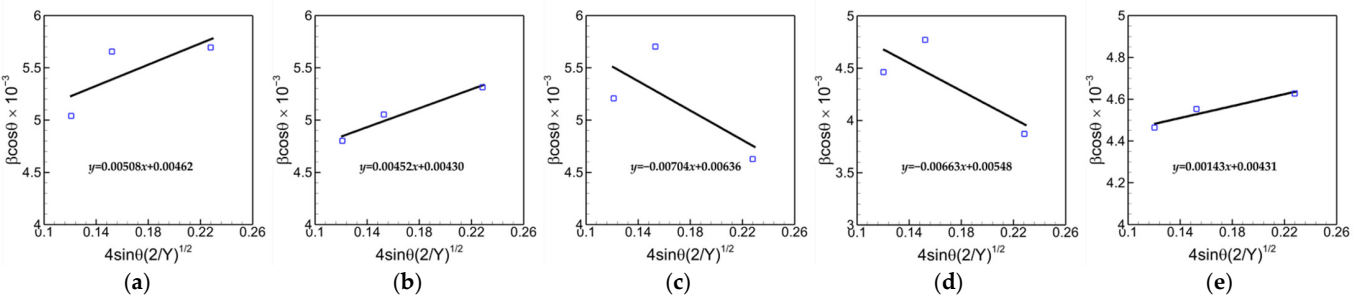 βcosθ × 10⁻³
6
5.5
5
4.5
4
y=0.00508x+0.00462
0.1 0.14 0.18 0.22 0.26
4sinθ(2/Y)^1/2
(a)
βcosθ × 10⁻³
6
5.5
5
4.5
4
y=0.00452x+0.00430
0.1 0.14 0.18 0.22 0.26
4sinθ(2/Y)^1/2
(b)
βcosθ × 10⁻³
6
5.5
5
4.5
4
y=−0.00704x+0.00636
0.1 0.14 0.18 0.22 0.26
4sinθ(2/Y)^1/2
(c)
βcosθ × 10⁻³
5
4.5
4
3.5
3
y=−0.00663x+0.00548
0.1 0.14 0.18 0.22 0.26
4sinθ(2/Y)^1/2
(d)
βcosθ × 10⁻³
5
4.8
4.6
4.4
4.2
4
y=0.00143x+0.00431
0.1 0.14 0.18 0.22 0.26
4sinθ(2/Y)^1/2
(e)